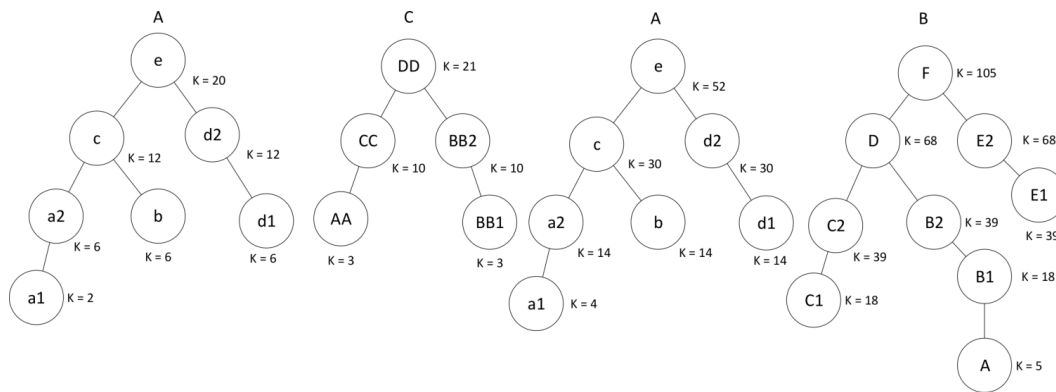 A
e
K = 20
c
K = 12
d2
K = 12
a2
K = 6
b
K = 6
d1
K = 6
a1
K = 2
C
DD
K = 21
CC
K = 10
BB2
K = 10
AA
K = 3
BB1
K = 3
A
e
K = 52
c
K = 30
d2
K = 30
a2
K = 14
b
K = 14
d1
K = 14
a1
K = 4
B
F
K = 105
D
K = 68
E2
K = 68
C2
K = 39
B2
K = 39
E1
K = 39
C1
K = 18
B1
K = 18
A
K = 5